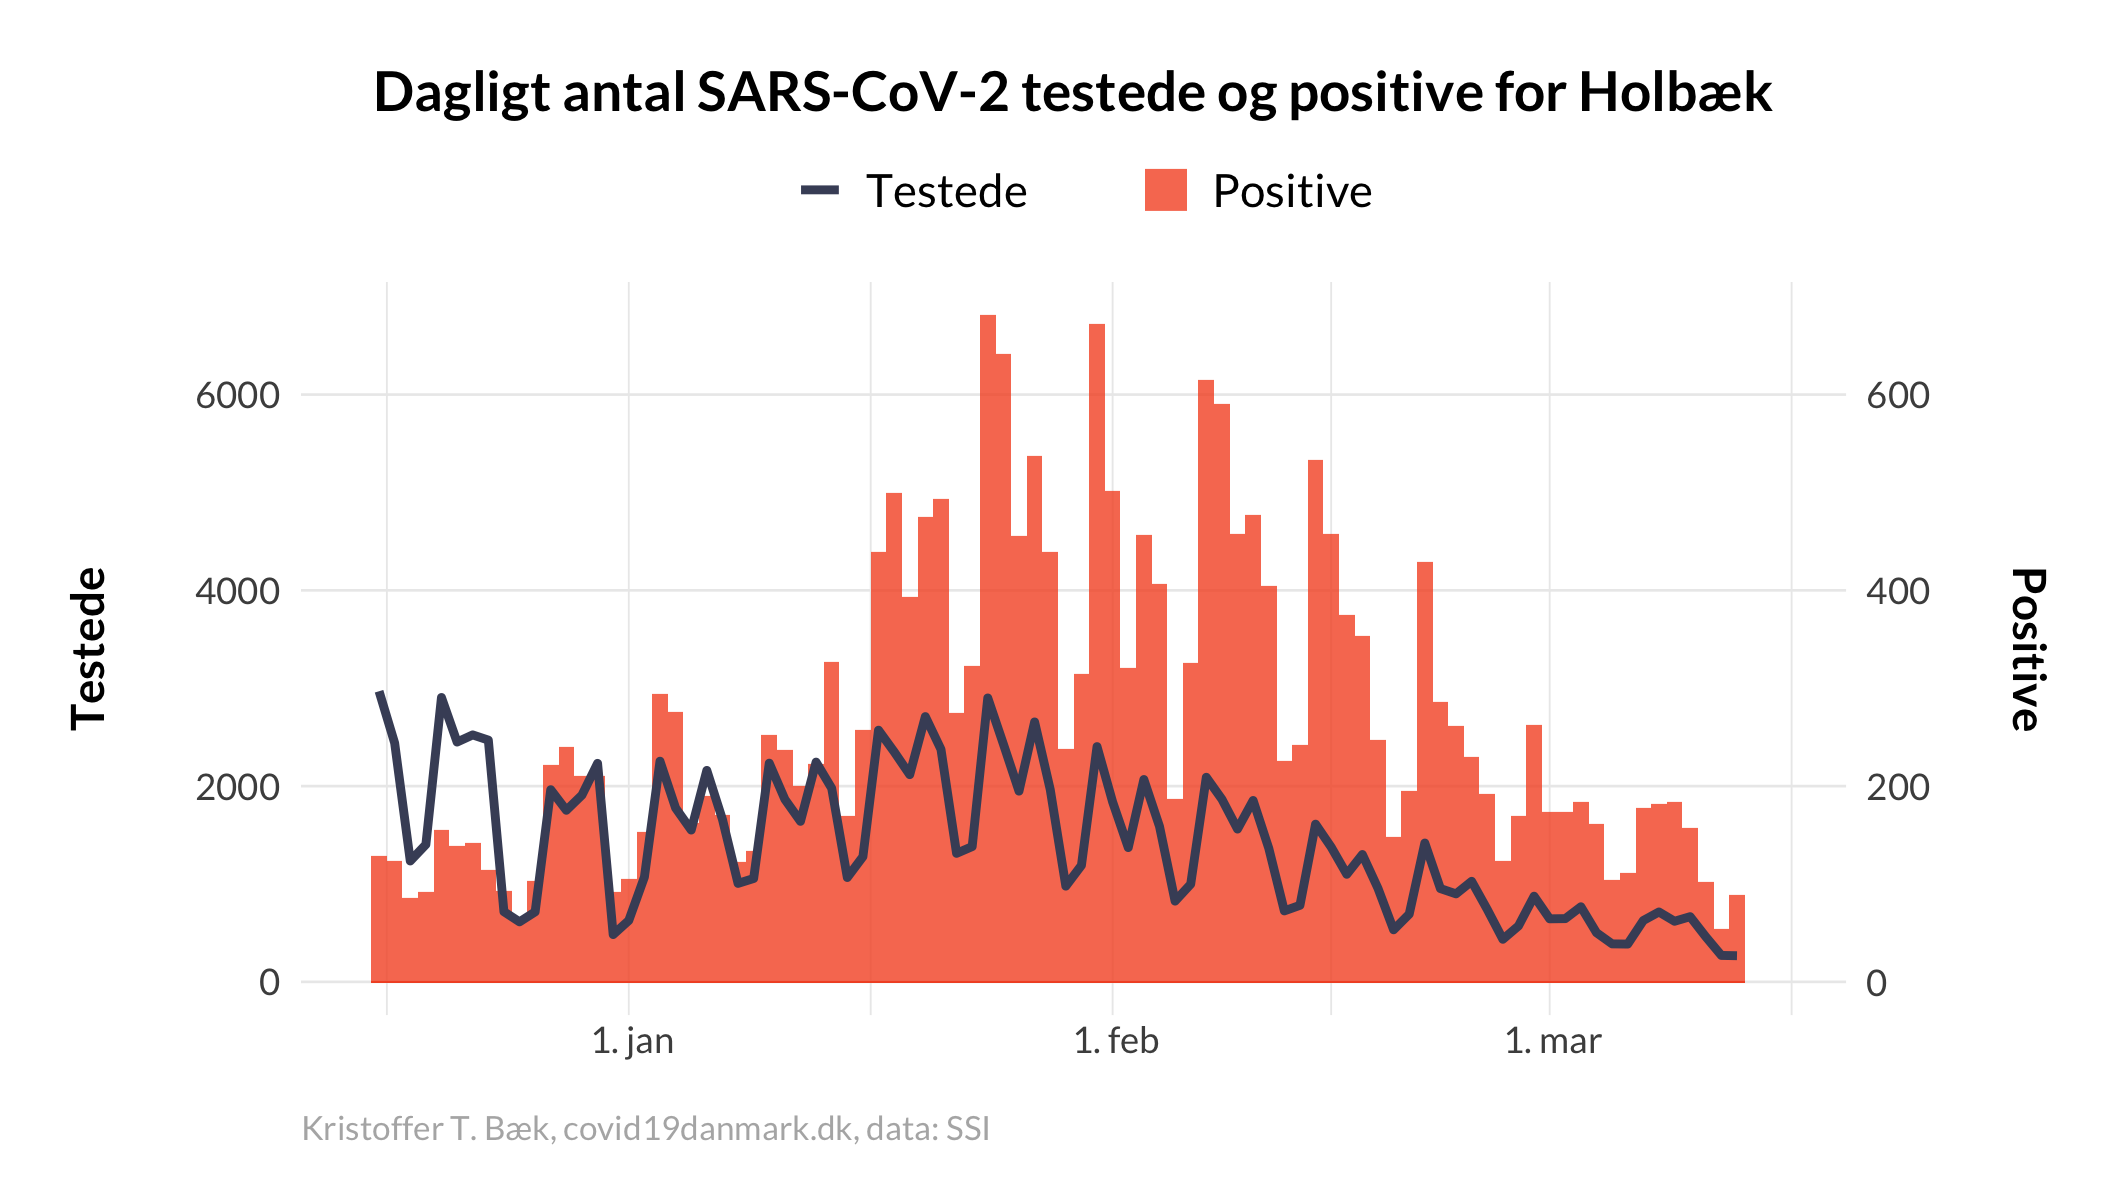 Dagligt antal SARS-CoV-2 testede og positive for Holbæk
Testede
Positive
Testede
6000
4000
2000
0
600
400
200
0
Positive
1. jan
1. feb
1. mar
Kristoffer T. Bæk, covid19danmark.dk, data: SSI